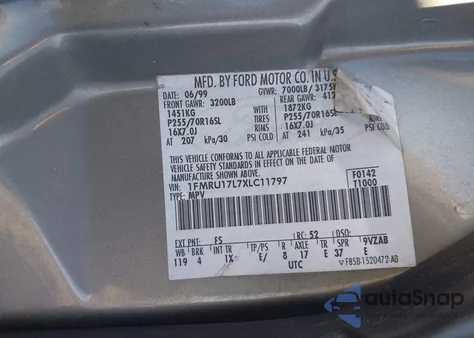 MFD. BY FORD MOTOR CO. IN U.S
DATE: 06/99 GVWR: 7000LB/ 3175
FRONT GAWR: 3200LB REAR GAWR: 412
1451KG WITH 1872KG WITH
P255/70R16SL TIRES P255/70R16SL
16X7.0J RIMS 16X7.0J
AT 207 kPa/30 PSI COLD AT 241 kPa/35 PSI COLD
THIS VEHICLE CONFORMS TO ALL APPLICABLE FEDERAL MOTOR
VEHICLE SAFETY STANDARDS IN EFFECT ON THE DATE OF
MANUFACTURE SHOWN ABOVE.
VIN: 1FMRU17L7XLC11797 F0142
TYPE: MPV T1000
EXT PNT: FS RC: 52 DSO:
WB BRK INT TR TP/PS R AXLE TR SPR 9VZAB
119 4 1X E/ 8 17 E 37 E
UTC F85B-1520472-AB
autoSnap